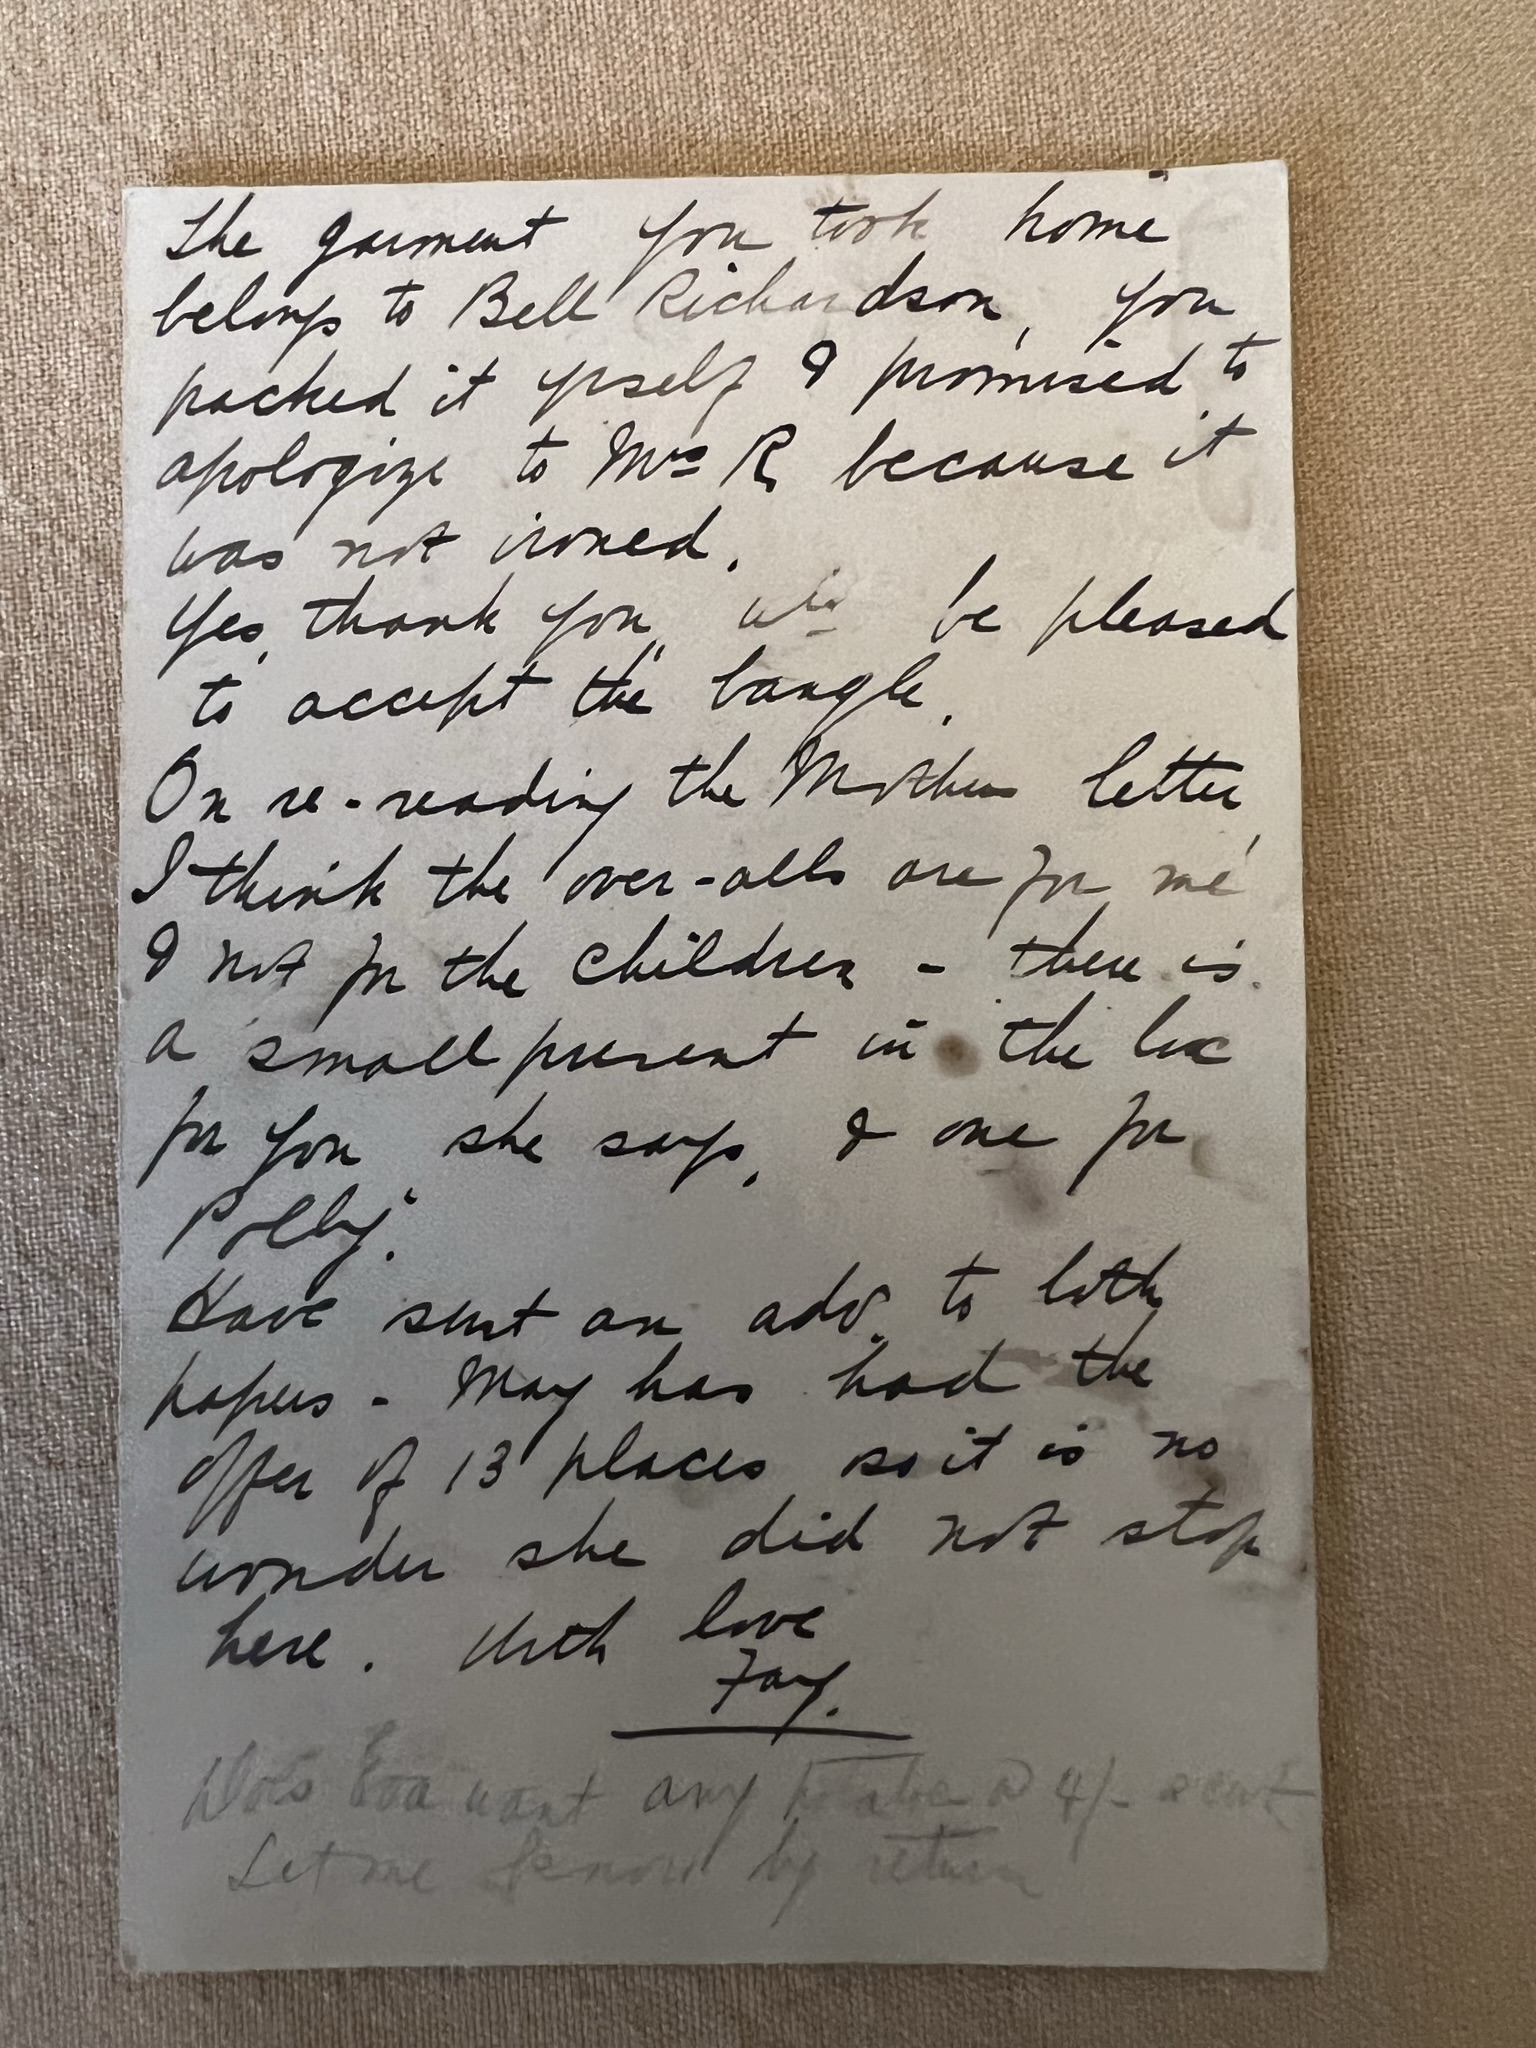 The garment you took home
belongs to Bell Richardson, you
packed it yrself & promised to
apologize to Mrs R, because it
was not ironed.
Yes, thank you, wld be pleased
to accept the bangle.
On re-reading the Mothers letter,
I think the over-alls are for me
& not for the children - there is
a small present in the box
for you she says, & one for
Polly.
Have sent an adv. to both
papers - May has had the
offer of 13 places so it is no
wonder she did not stop
here. With love
Fay.
Does Eva want any @ 4/- a cwt
Let me know by return